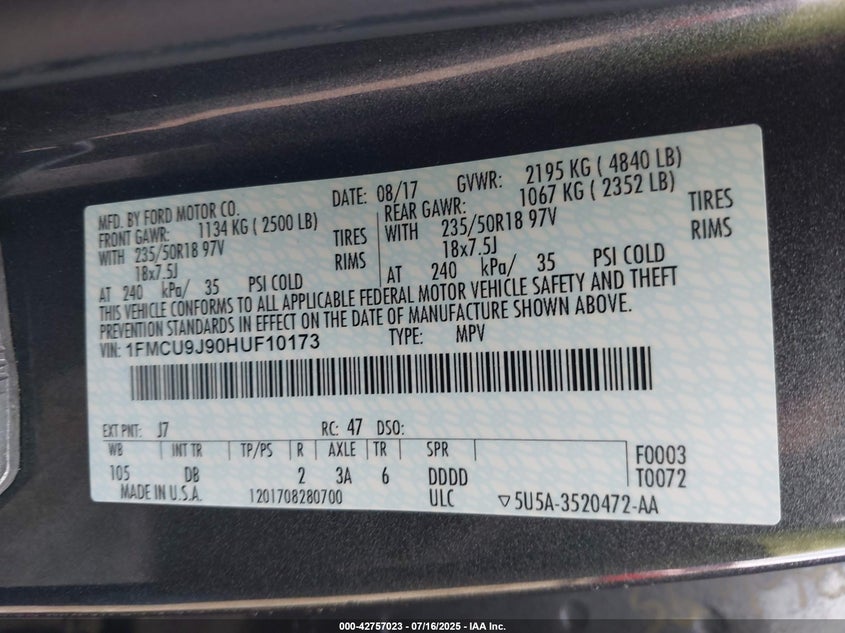 MFD. BY FORD MOTOR CO. DATE: 08/17 GVWR: 2195 KG ( 4840 LB)
FRONT GAWR: 1134 KG ( 2500 LB) REAR GAWR: 1067 KG ( 2352 LB)
WITH 235/50R18 97V TIRES WITH 235/50R18 97V TIRES
18x7.5J RIMS 18x7.5J RIMS
AT 240 kPa/ 35 PSI COLD AT 240 kPa/ 35 PSI COLD
THIS VEHICLE CONFORMS TO ALL APPLICABLE FEDERAL MOTOR VEHICLE SAFETY AND THEFT
PREVENTION STANDARDS IN EFFECT ON THE DATE OF MANUFACTURE SHOWN ABOVE.
VIN: 1FMCU9J90HUF10173 TYPE: MPV
EXT PNT: J7 RC: 47 DSO:
WB INT TR TP/PS R AXLE TR SPR F0003
105 DB 2 3A 6 DDDD T0072
MADE IN U.S.A. 1201708280700 ULC ▽5U5A-3520472-AA
000-42757023 - 07/16/2025 - IAA Inc.